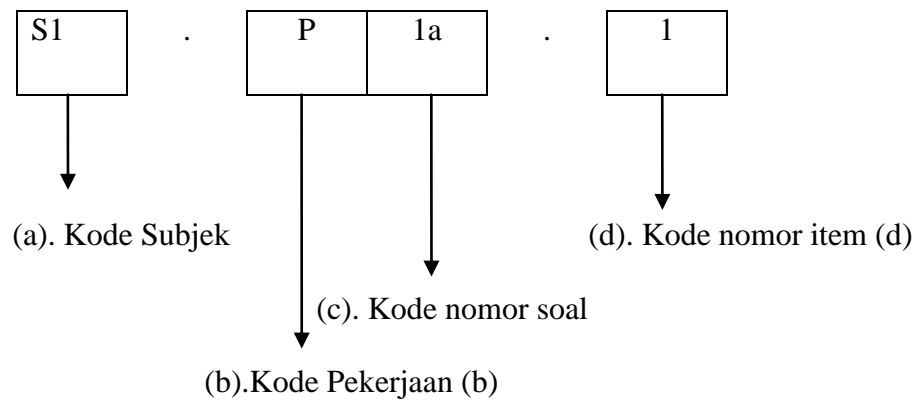 S1 . P 1a . 1
(a). Kode Subjek
(d). Kode nomor item (d)
(c). Kode nomor soal
(b).Kode Pekerjaan (b)